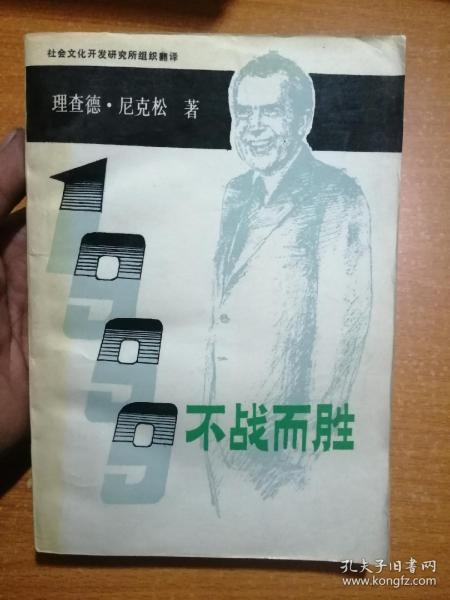 社会文化开发研究所组织翻译
理查德·尼克松 著
1999
不战而胜
孔夫子旧书网
www.kongfz.com